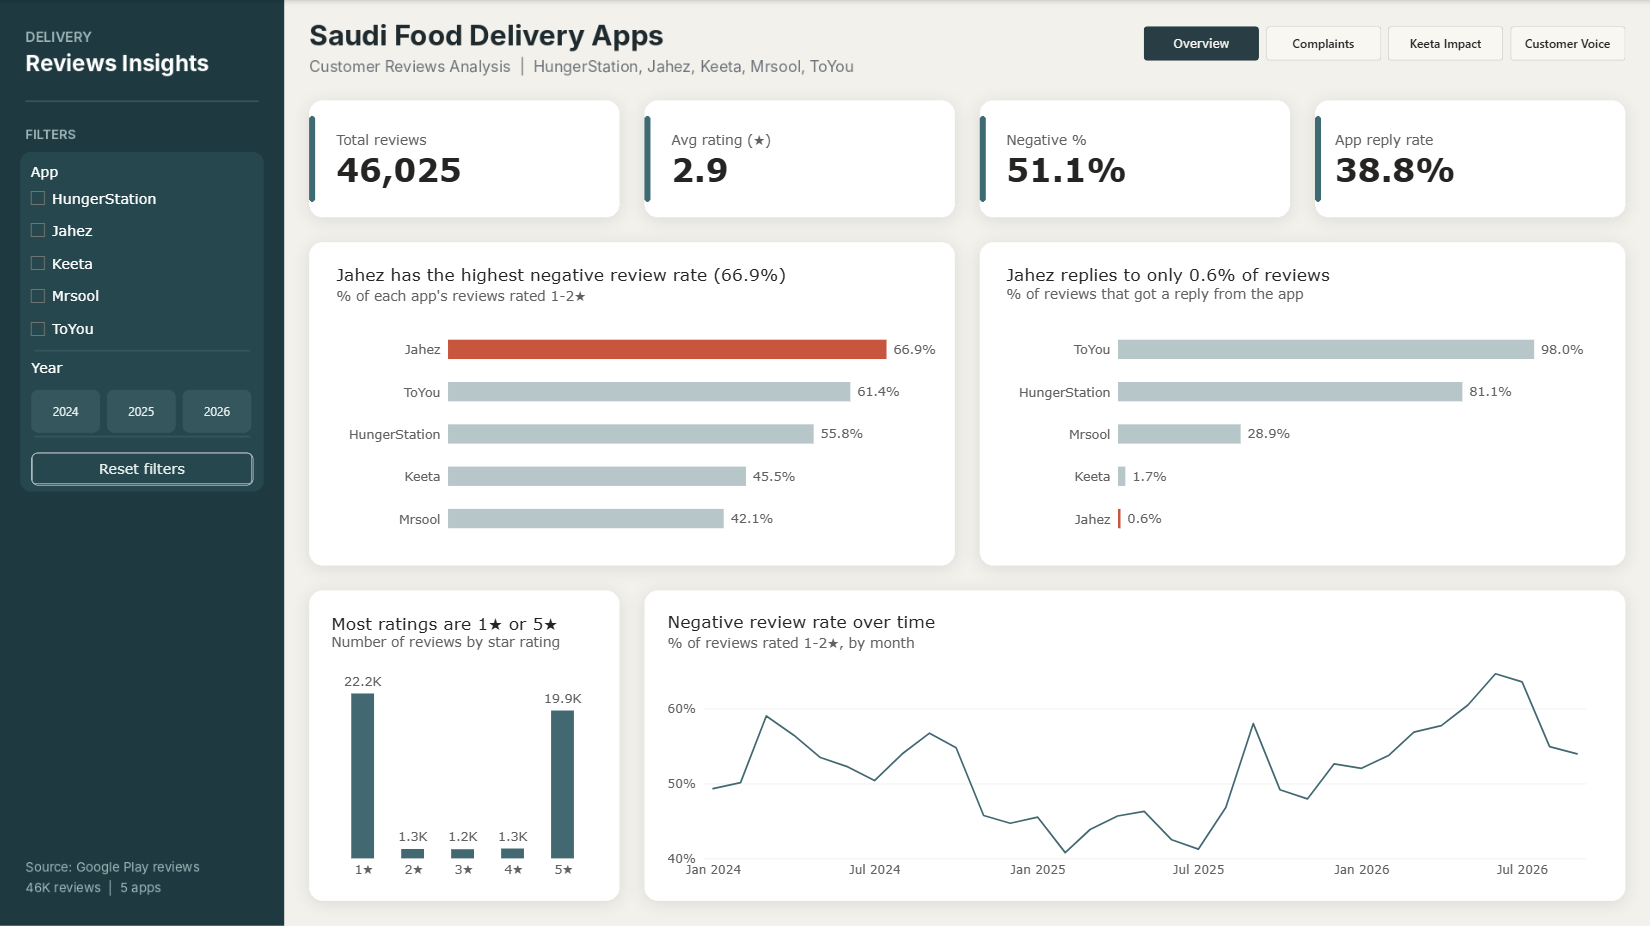 DELIVERY
Reviews Insights
FILTERS
App
HungerStation
Jahez
Keeta
Mrsool
ToYou
Year
2024 2025 2026
Reset filters
Source: Google Play reviews
46K reviews | 5 apps
Saudi Food Delivery Apps
Customer Reviews Analysis | HungerStation, Jahez, Keeta, Mrsool, ToYou
Overview Complaints Keeta Impact Customer Voice
Total reviews
46,025
Avg rating (★)
2.9
Negative %
51.1%
App reply rate
38.8%
Jahez has the highest negative review rate (66.9%)
% of each app's reviews rated 1-2★
Jahez 66.9%
ToYou 61.4%
HungerStation 55.8%
Keeta 45.5%
Mrsool 42.1%
Jahez replies to only 0.6% of reviews
% of reviews that got a reply from the app
ToYou 98.0%
HungerStation 81.1%
Mrsool 28.9%
Keeta 1.7%
Jahez 0.6%
Most ratings are 1★ or 5★
Number of reviews by star rating
22.2K 1.3K 1.2K 1.3K 19.9K
1★ 2★ 3★ 4★ 5★
Negative review rate over time
% of reviews rated 1-2★, by month
60%
50%
40%
Jan 2024 Jul 2024 Jan 2025 Jul 2025 Jan 2026 Jul 2026